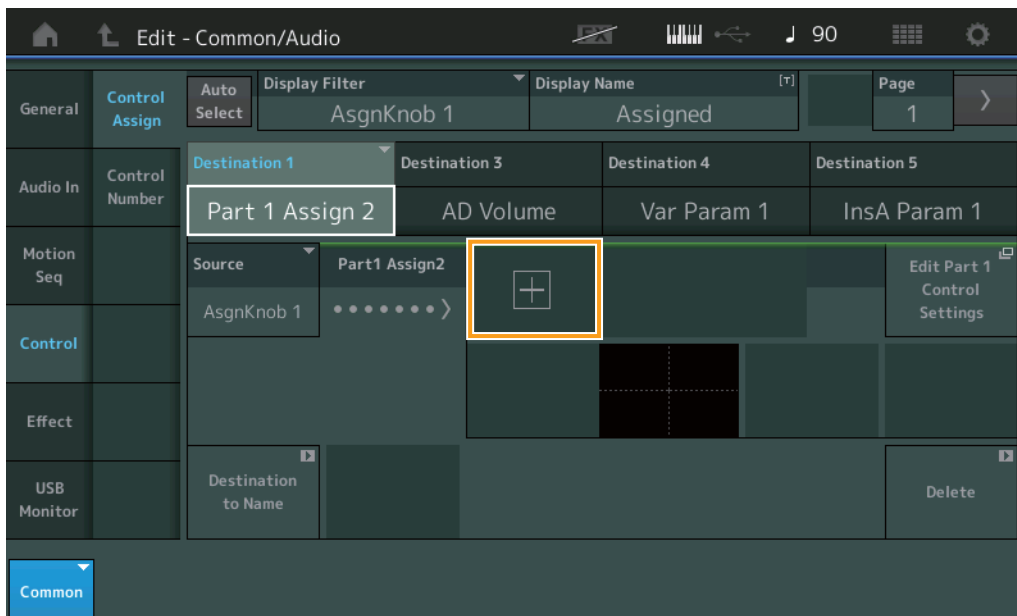 Edit - Common/Audio
FX
90
General
Control
Assign
Auto
Select
Display Filter
AsgnKnob 1
Display Name
[T]
Assigned
Page
1
Audio In
Control
Number
Destination 1
Part 1 Assign 2
Destination 3
AD Volume
Destination 4
Var Param 1
Destination 5
InsA Param 1
Motion
Seq
Source
AsgnKnob 1
Part1 Assign2
Edit Part 1
Control
Settings
Control
Effect
USB
Monitor
Destination
to Name
Delete
Common